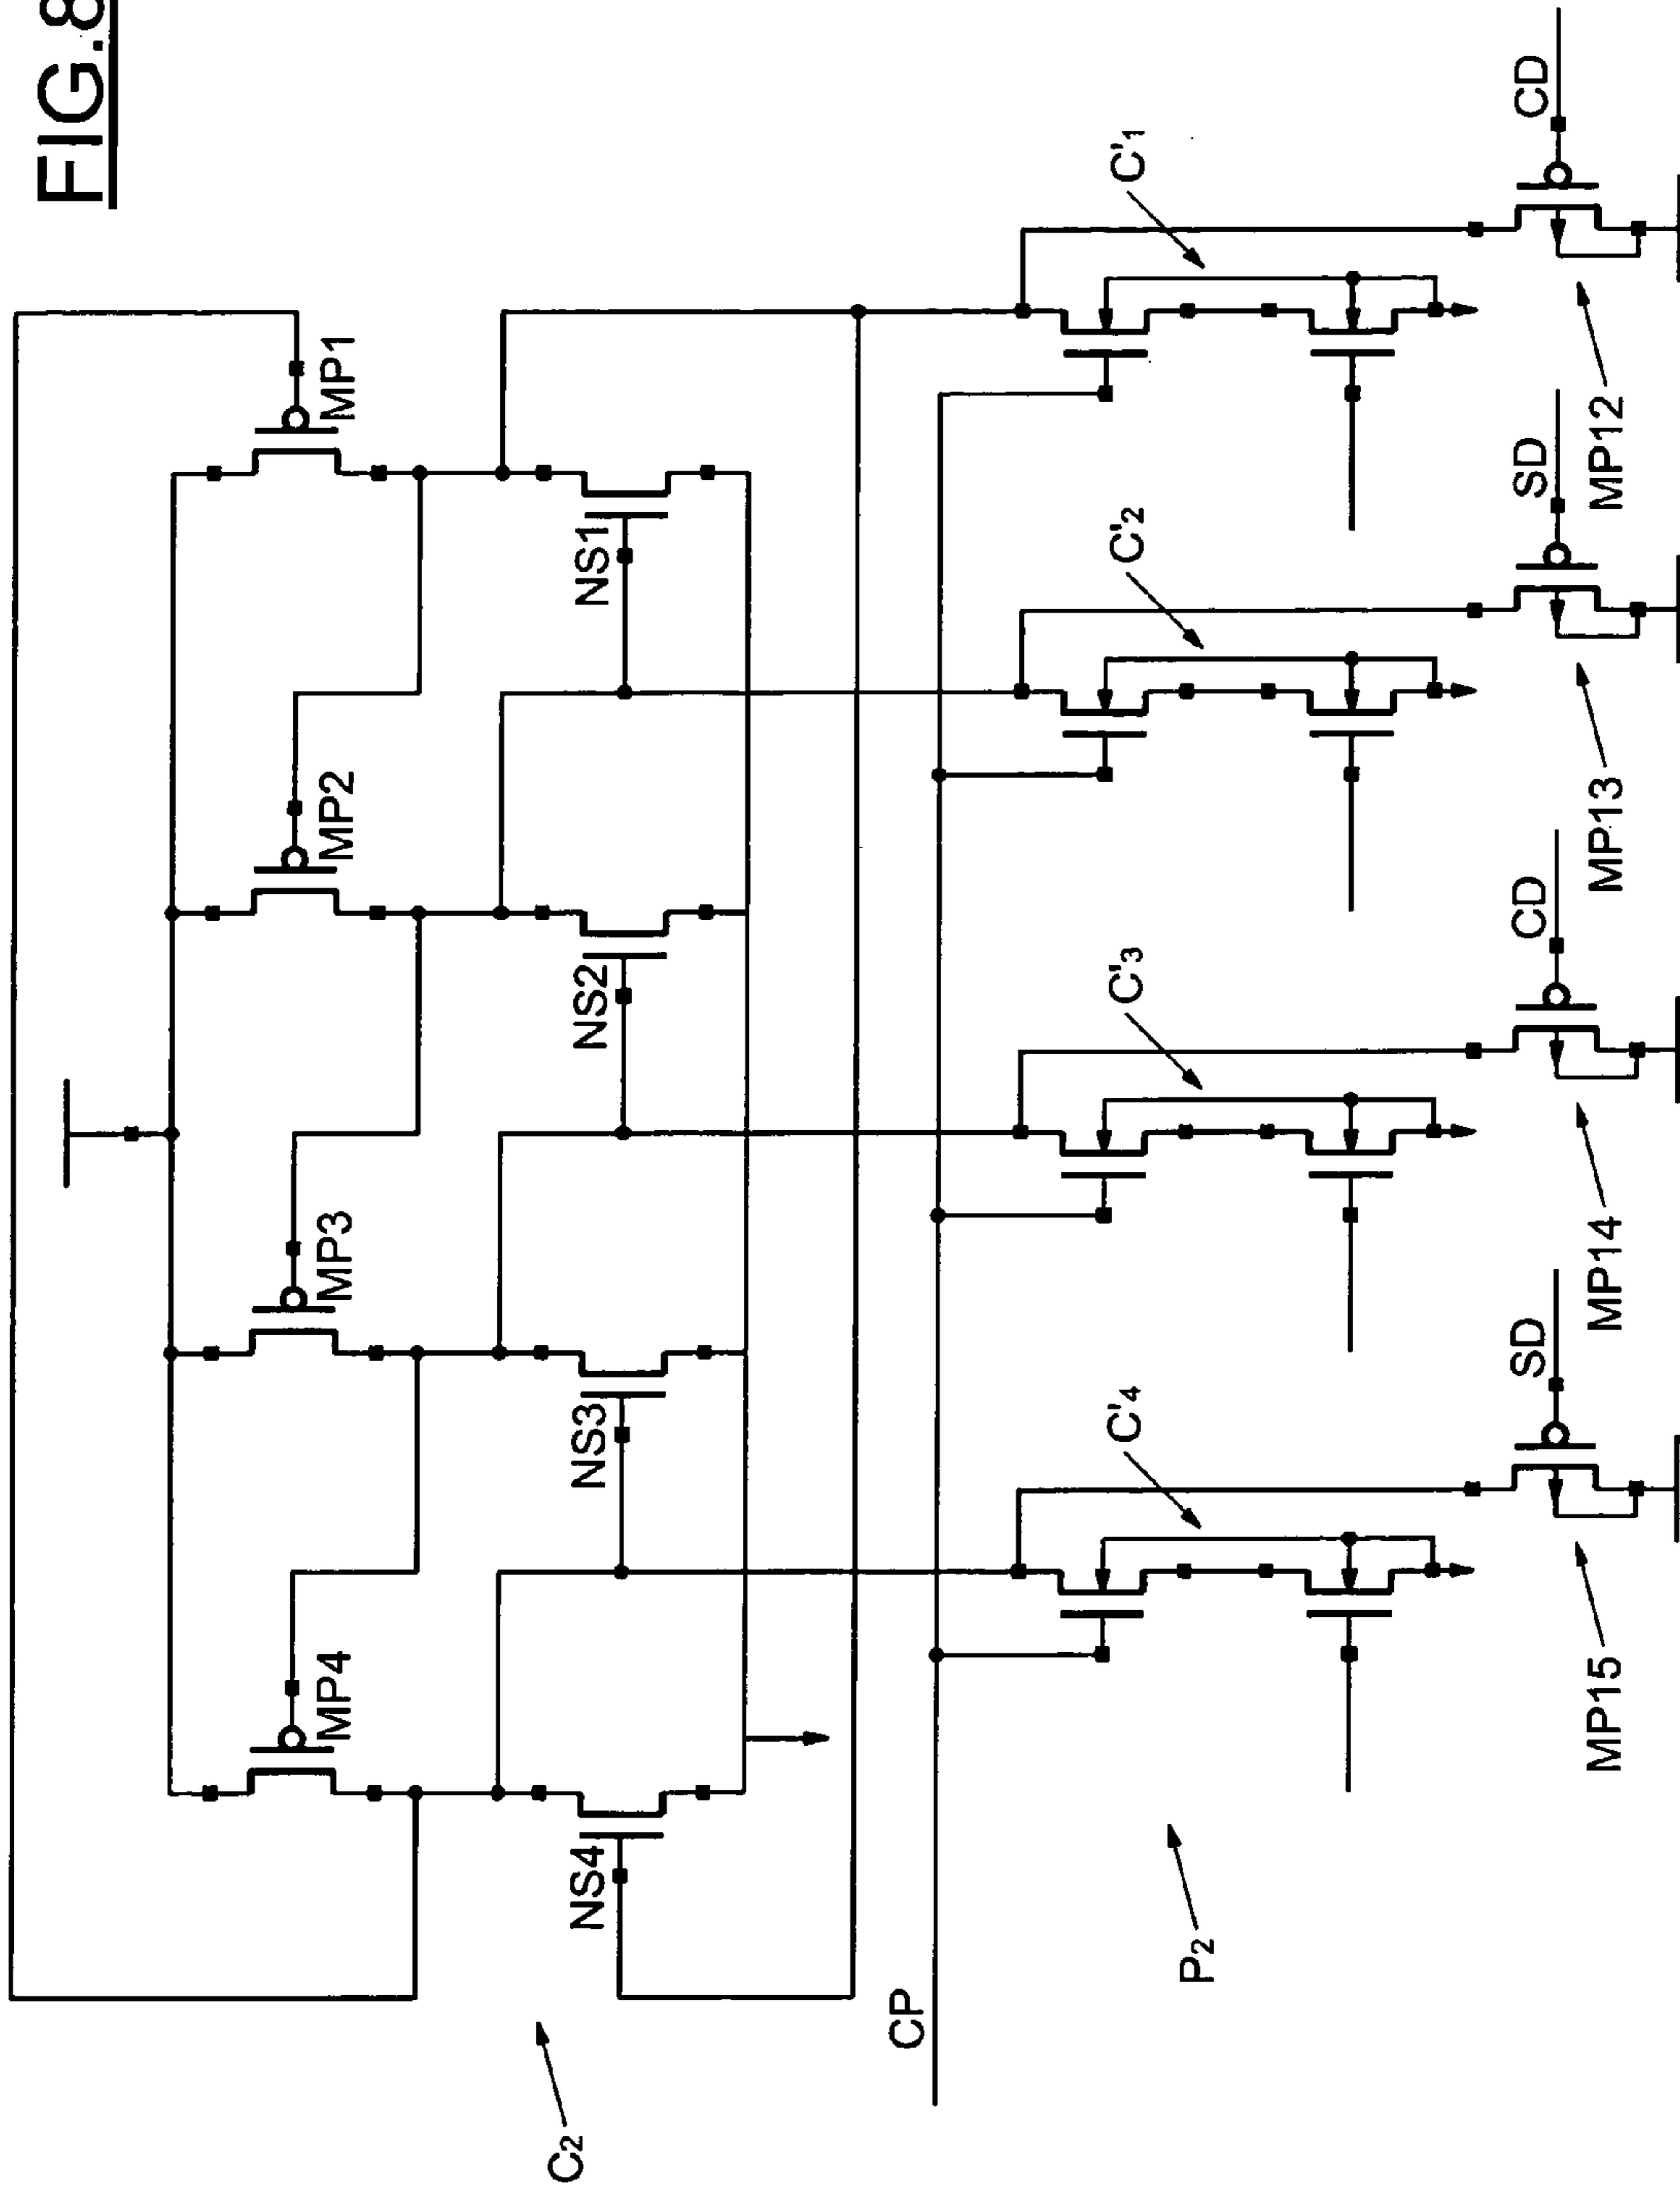 FIG.8
MP4
MP3
MP2
MP1
NS4
NS3
NS2
NS1
C2
CP
P2
C'4
C'3
C'2
C'1
SD
CD
SD
CD
MP15
MP14
MP13
MP12